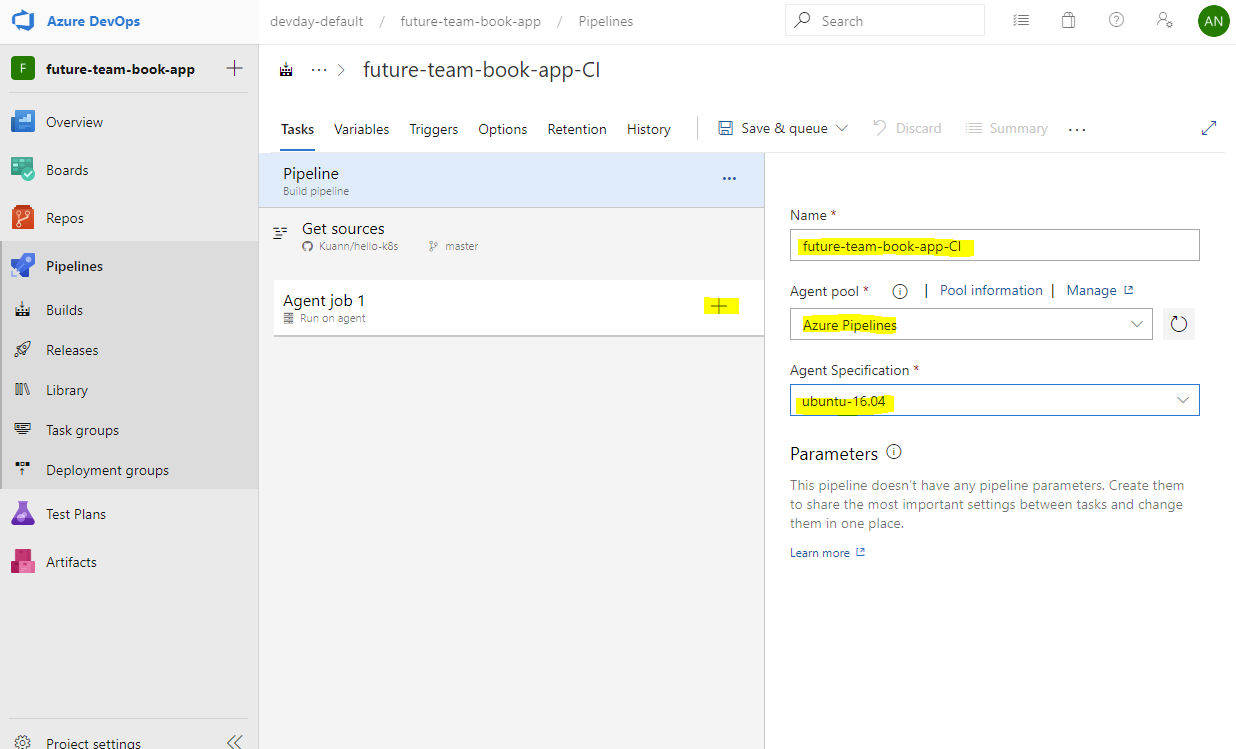 Azure DevOps
devday-default / future-team-book-app / Pipelines
Search
AN
F future-team-book-app
Overview
Boards
Repos
Pipelines
Builds
Releases
Library
Task groups
Deployment groups
Test Plans
Artifacts
Project settings
... > future-team-book-app-CI
Tasks Variables Triggers Options Retention History Save & queue Discard Summary ...
Pipeline ...
Build pipeline
Get sources
Kuann/hello-k8s master
Agent job 1
Run on agent
Name *
future-team-book-app-CI
Agent pool * | Pool information | Manage
Azure Pipelines
Agent Specification *
ubuntu-16.04
Parameters
This pipeline doesn't have any pipeline parameters. Create them
to share the most important settings between tasks and change
them in one place.
Learn more